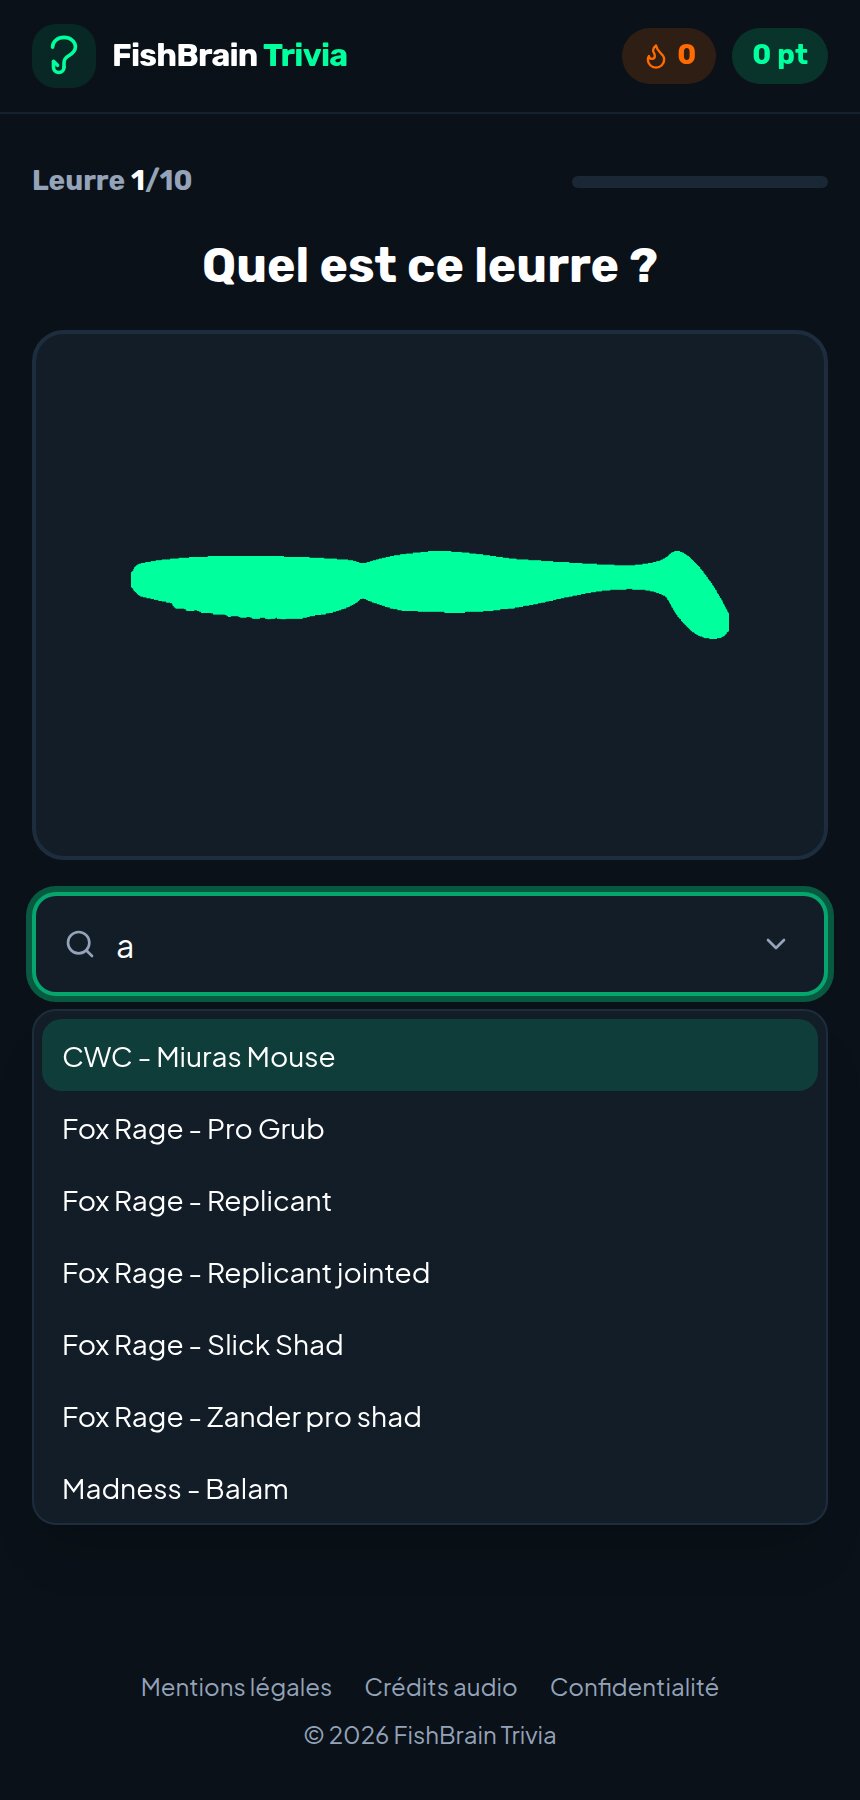 FishBrain Trivia
0
0 pt
Leurre 1/10
Quel est ce leurre ?
a
CWC - Miuras Mouse
Fox Rage - Pro Grub
Fox Rage - Replicant
Fox Rage - Replicant jointed
Fox Rage - Slick Shad
Fox Rage - Zander pro shad
Madness - Balam
Mentions légales Crédits audio Confidentialité
© 2026 FishBrain Trivia